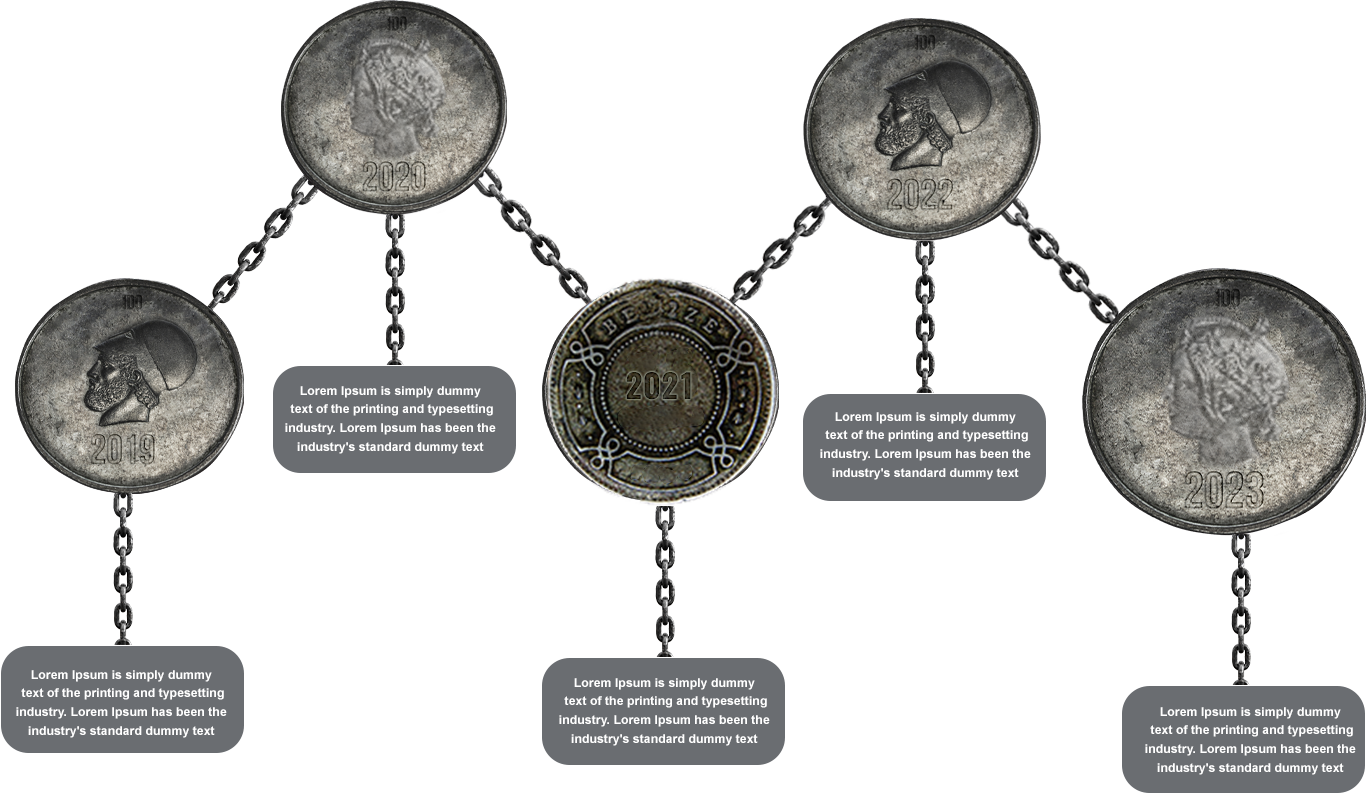 100
2019
Lorem Ipsum is simply dummy
text of the printing and typesetting
industry. Lorem Ipsum has been the
industry's standard dummy text
100
2020
Lorem Ipsum is simply dummy
text of the printing and typesetting
industry. Lorem Ipsum has been the
industry's standard dummy text
BELIZE
2021
Lorem Ipsum is simply dummy
text of the printing and typesetting
industry. Lorem Ipsum has been the
industry's standard dummy text
100
2022
Lorem Ipsum is simply dummy
text of the printing and typesetting
industry. Lorem Ipsum has been the
industry's standard dummy text
100
2023
Lorem Ipsum is simply dummy
text of the printing and typesetting
industry. Lorem Ipsum has been the
industry's standard dummy text